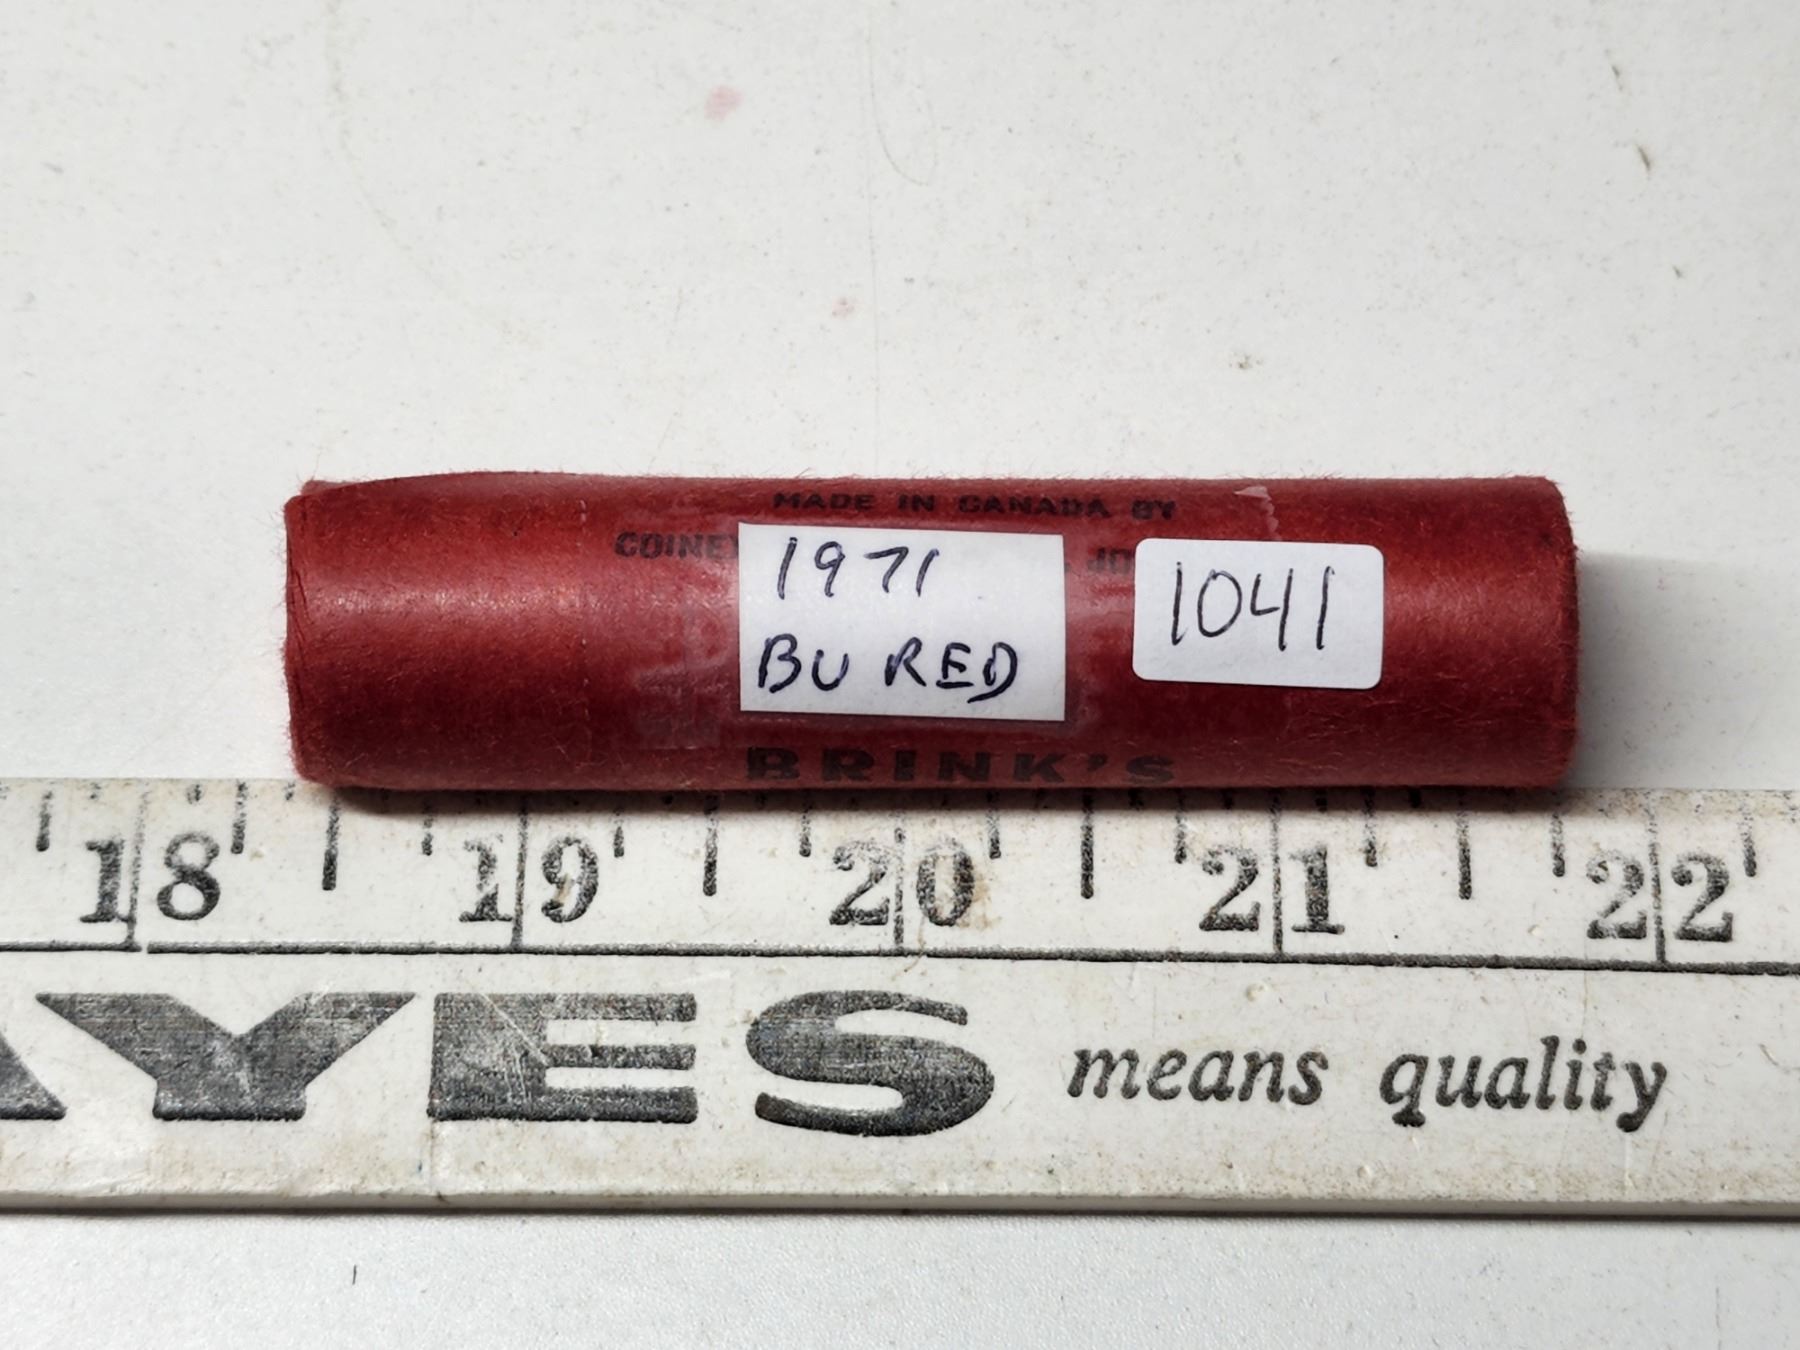 MADE IN CANADA BY
1971
BU RED
1041
BRINK'S
18 19 20 21 22
YES means quality